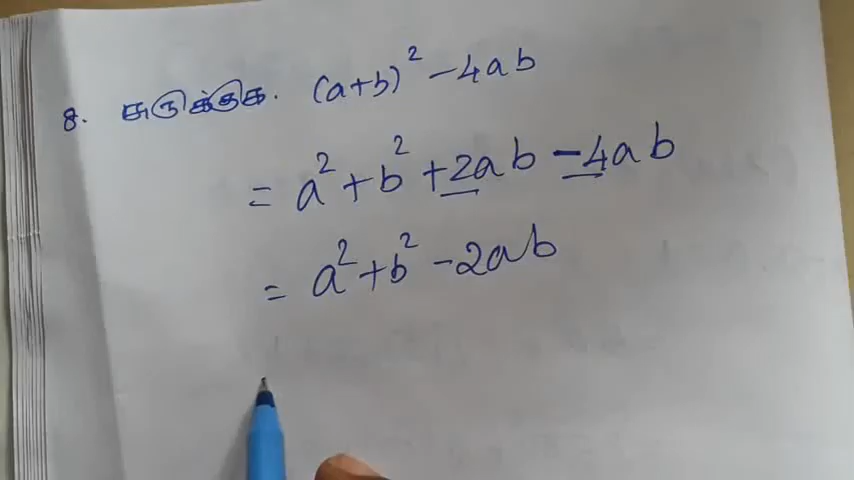 8. சுருக்குக. (a+b)² - 4ab
= a² + b² + 2ab - 4ab
= a² + b² - 2ab